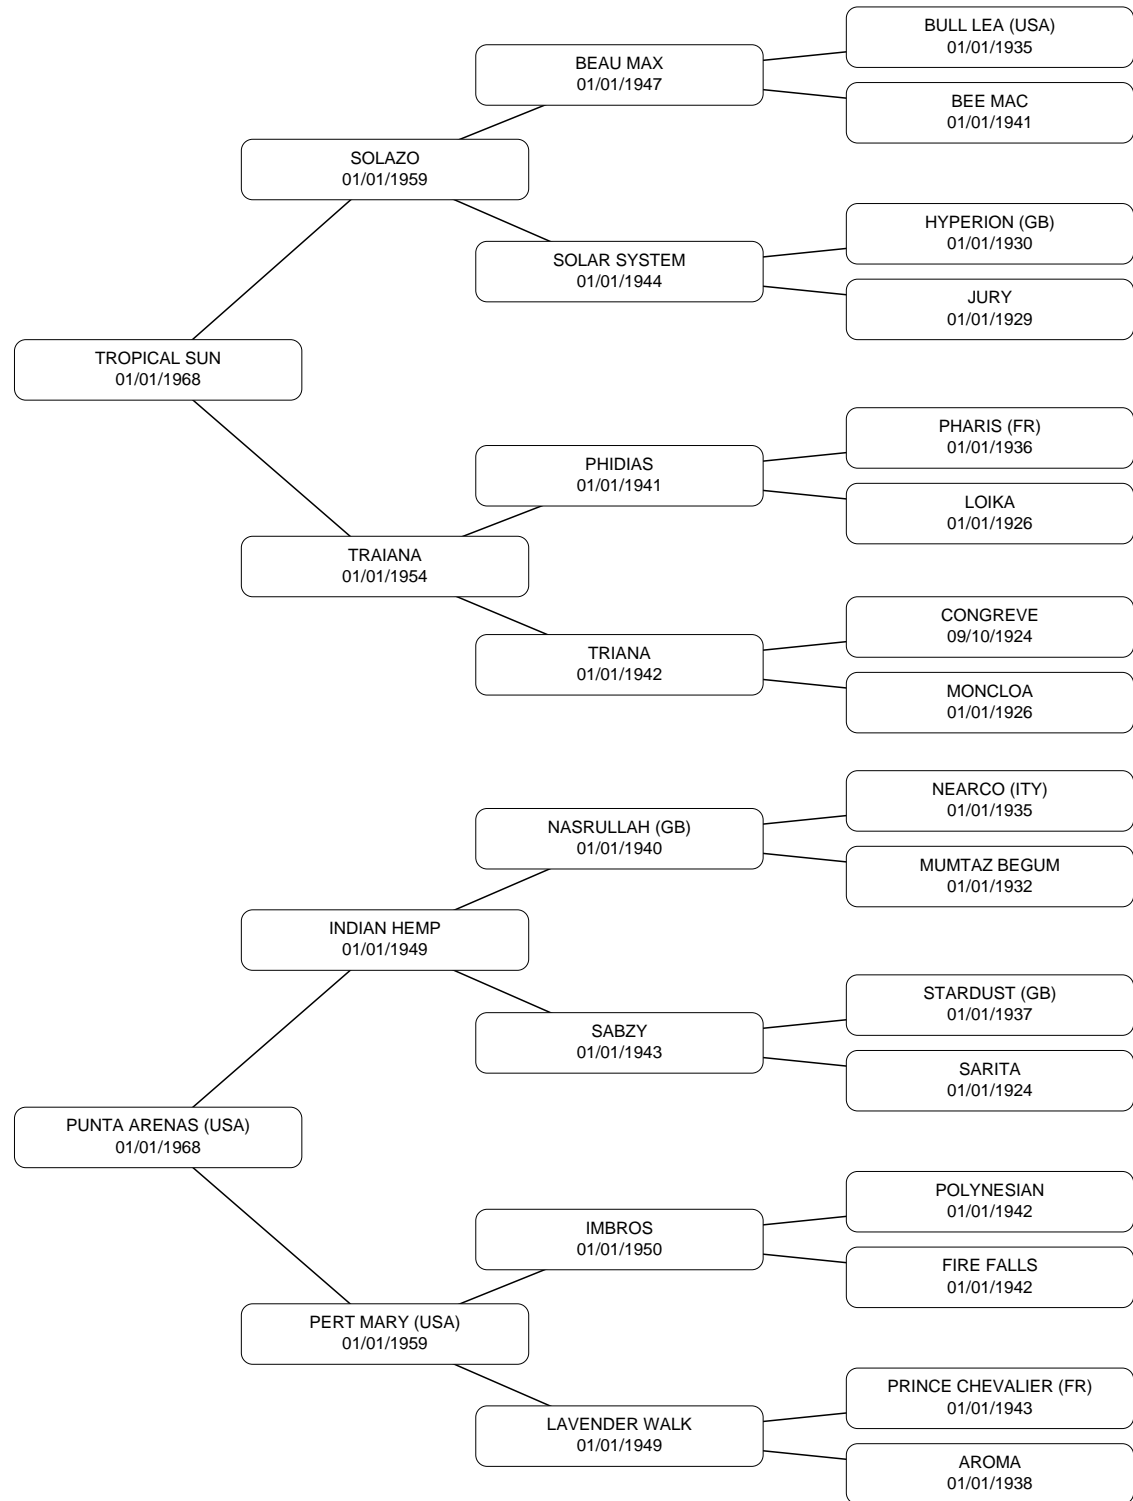 BULL LEA (USA)
01/01/1935
BEAU MAX
01/01/1947
BEE MAC
01/01/1941
SOLAZO
01/01/1959
HYPERION (GB)
01/01/1930
SOLAR SYSTEM
01/01/1944
JURY
01/01/1929
TROPICAL SUN
01/01/1968
PHARIS (FR)
01/01/1936
PHIDIAS
01/01/1941
LOIKA
01/01/1926
TRAIANA
01/01/1954
CONGREVE
09/10/1924
TRIANA
01/01/1942
MONCLOA
01/01/1926
NEARCO (ITY)
01/01/1935
NASRULLAH (GB)
01/01/1940
MUMTAZ BEGUM
01/01/1932
INDIAN HEMP
01/01/1949
STARDUST (GB)
01/01/1937
SABZY
01/01/1943
SARITA
01/01/1924
PUNTA ARENAS (USA)
01/01/1968
POLYNESIAN
01/01/1942
IMBROS
01/01/1950
FIRE FALLS
01/01/1942
PERT MARY (USA)
01/01/1959
PRINCE CHEVALIER (FR)
01/01/1943
LAVENDER WALK
01/01/1949
AROMA
01/01/1938